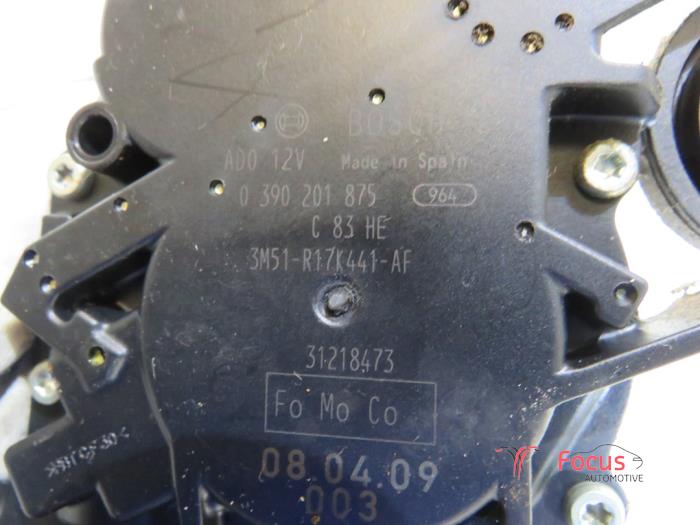 BOSCH
AD0 12V Made in Spain
0 390 201 875 964
C 83 HE
3M51-R17K441-AF
31218473
Fo Mo Co
08.04.09
003
Focus
AUTOMOTIVE